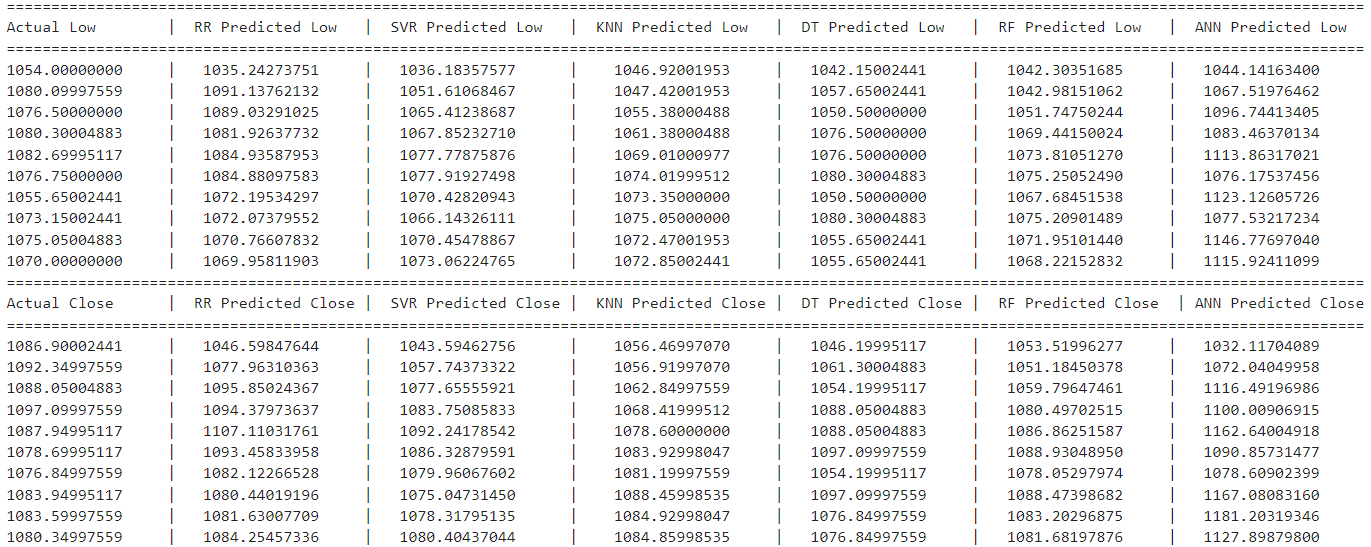 ==========================================================================================================================================================
Actual Low | RR Predicted Low | SVR Predicted Low | KNN Predicted Low | DT Predicted Low | RF Predicted Low | ANN Predicted Low
==========================================================================================================================================================
1054.00000000 | 1035.24273751 | 1036.18357577 | 1046.92001953 | 1042.15002441 | 1042.30351685 | 1044.14163400
1080.09997559 | 1091.13762132 | 1051.61068467 | 1047.42001953 | 1057.65002441 | 1042.98151062 | 1067.51976462
1076.50000000 | 1089.03291025 | 1065.41238687 | 1055.38000488 | 1050.50000000 | 1051.74750244 | 1096.74413405
1080.30004883 | 1081.92637732 | 1067.85232710 | 1061.38000488 | 1076.50000000 | 1069.44150024 | 1083.46370134
1082.69995117 | 1084.93587953 | 1077.77875876 | 1069.01000977 | 1076.50000000 | 1073.81051270 | 1113.86317021
1076.75000000 | 1084.88097583 | 1077.91927498 | 1074.01999512 | 1080.30004883 | 1075.25052490 | 1076.17537456
1055.65002441 | 1072.19534297 | 1070.42820943 | 1073.35000000 | 1050.50000000 | 1067.68451538 | 1123.12605726
1073.15002441 | 1072.07379552 | 1066.14326111 | 1075.05000000 | 1080.30004883 | 1075.20901489 | 1077.53217234
1075.05004883 | 1070.76607832 | 1070.45478867 | 1072.47001953 | 1055.65002441 | 1071.95101440 | 1146.77697040
1070.00000000 | 1069.95811903 | 1073.06224765 | 1072.85002441 | 1055.65002441 | 1068.22152832 | 1115.92411099
==========================================================================================================================================================
Actual Close | RR Predicted Close | SVR Predicted Close | KNN Predicted Close | DT Predicted Close | RF Predicted Close | ANN Predicted Close
==========================================================================================================================================================
1086.90002441 | 1046.59847644 | 1043.59462756 | 1056.46997070 | 1046.19995117 | 1053.51996277 | 1032.11704089
1092.34997559 | 1077.96310363 | 1057.74373322 | 1056.91997070 | 1061.30004883 | 1051.18450378 | 1072.04049958
1088.05004883 | 1095.85024367 | 1077.65555921 | 1062.84997559 | 1054.19995117 | 1059.79647461 | 1116.49196986
1097.09997559 | 1094.37973637 | 1083.75085833 | 1068.41999512 | 1088.05004883 | 1080.49702515 | 1100.00906915
1087.94995117 | 1107.11031761 | 1092.24178542 | 1078.60000000 | 1088.05004883 | 1086.86251587 | 1162.64004918
1078.69995117 | 1093.45833958 | 1086.32879591 | 1083.92998047 | 1097.09997559 | 1088.93048950 | 1090.85731477
1076.84997559 | 1082.12266528 | 1079.96067602 | 1081.19997559 | 1054.19995117 | 1078.05297974 | 1078.60902399
1083.94995117 | 1080.44019196 | 1075.04731450 | 1088.45998535 | 1097.09997559 | 1088.47398682 | 1167.08083160
1083.59997559 | 1081.63007709 | 1078.31795135 | 1084.92998047 | 1076.84997559 | 1083.20296875 | 1181.20319346
1080.34997559 | 1084.25457336 | 1080.40437044 | 1084.85998535 | 1076.84997559 | 1081.68197876 | 1127.89879800